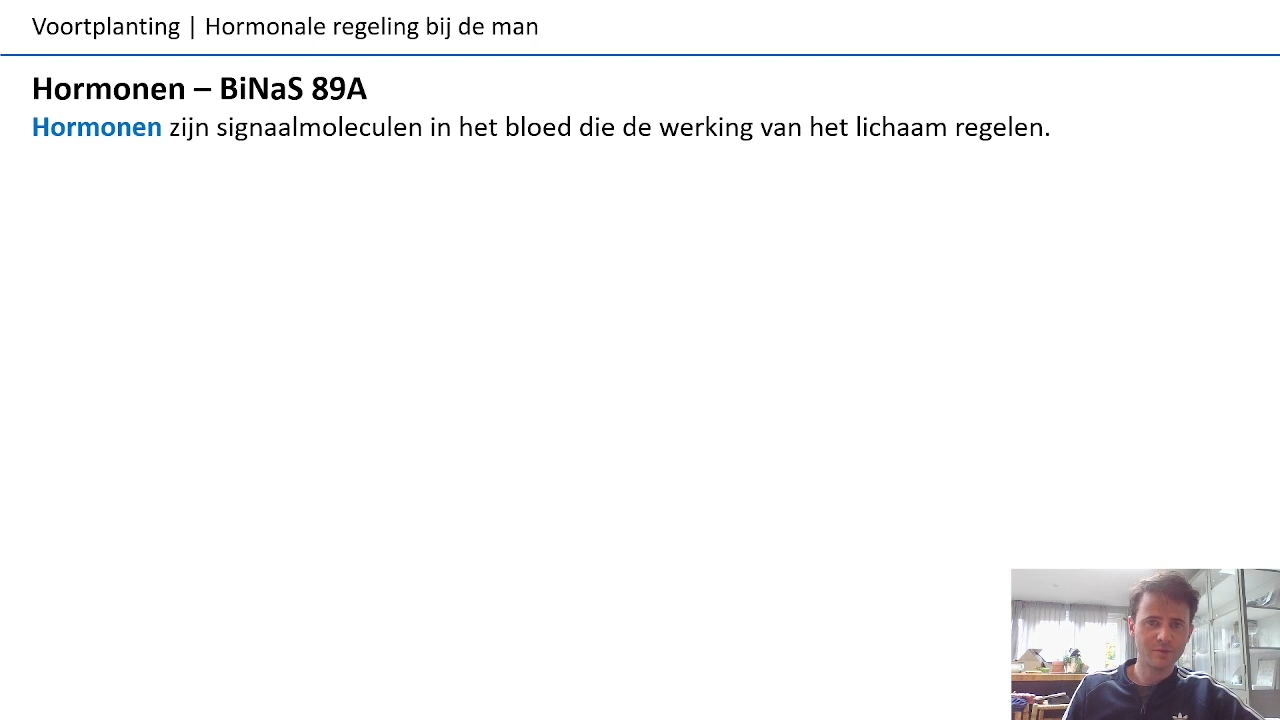 Voortplanting | Hormonale regeling bij de man
Hormonen – BiNaS 89A
Hormonen zijn signaalmoleculen in het bloed die de werking van het lichaam regelen.